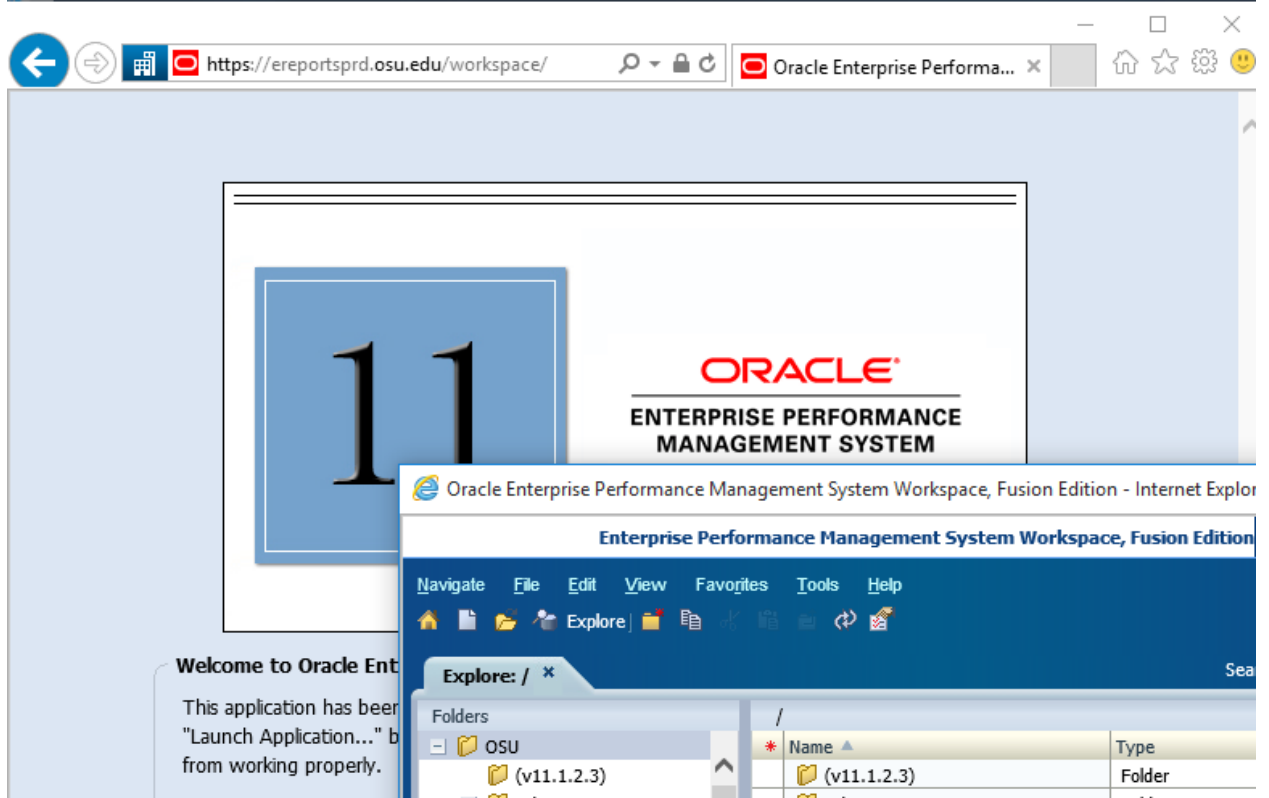 https://ereportsprd.osu.edu/workspace/
Oracle Enterprise Performa...
11
ORACLE
ENTERPRISE PERFORMANCE
MANAGEMENT SYSTEM
Welcome to Oracle Ent
This application has been
"Launch Application..." b
from working properly.
Oracle Enterprise Performance Management System Workspace, Fusion Edition - Internet Explor
Enterprise Performance Management System Workspace, Fusion Edition
Navigate File Edit View Favorites Tools Help
Explore
Explore: /
Sea
Folders
/
OSU
* Name Type
(v11.1.2.3)
(v11.1.2.3) Folder